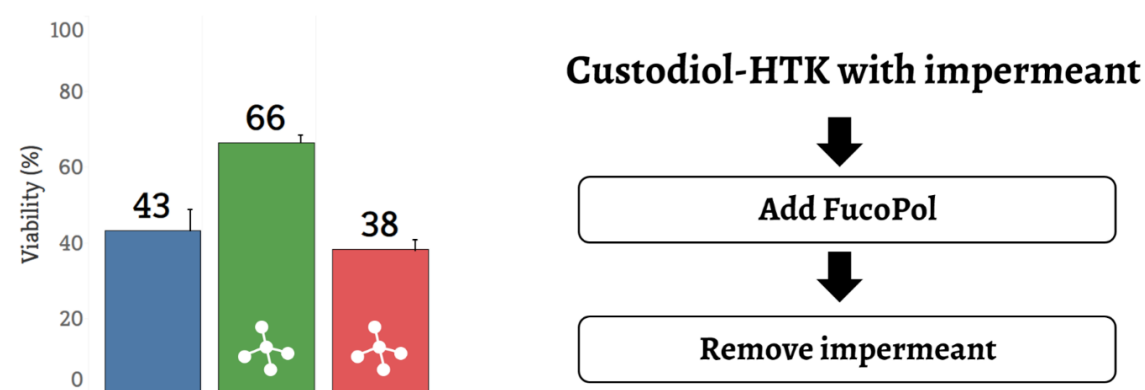 100
80
60
40
20
0
Viability (%)
43
66
38
Custodiol-HTK with impermeant
Add FucoPol
Remove impermeant